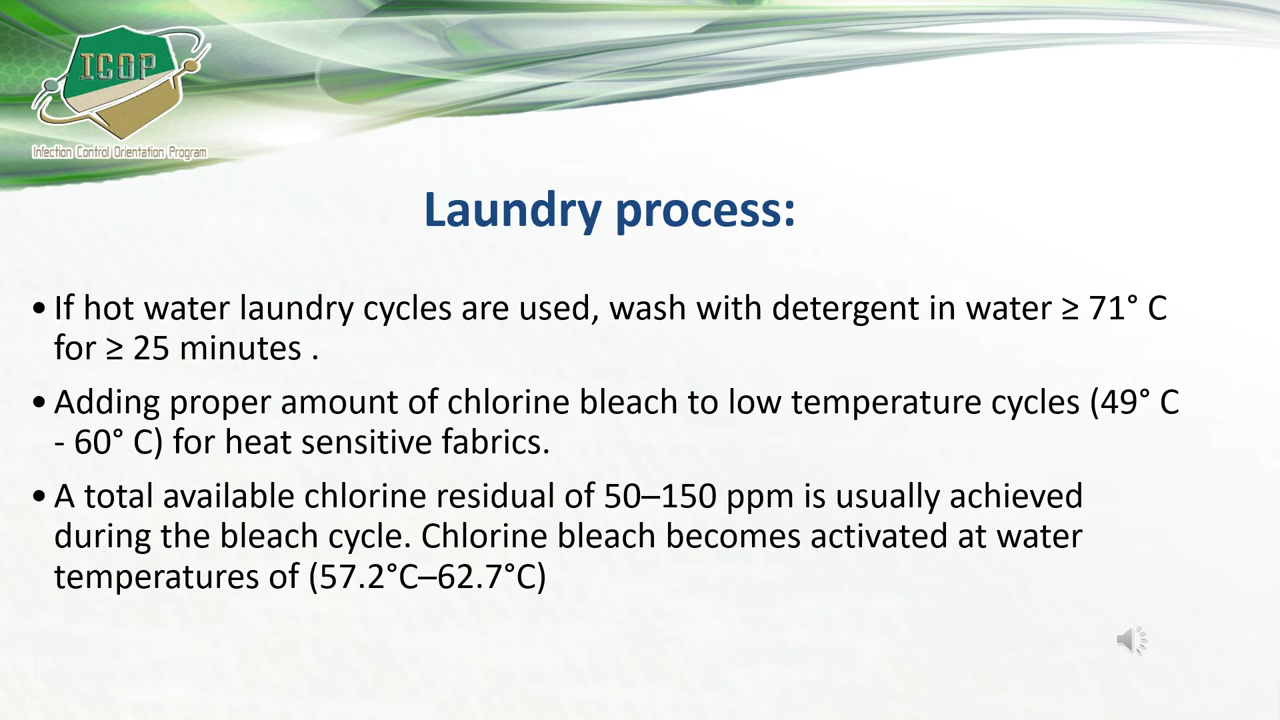 ICOP
Infection Control Orientation Program
Laundry process:
• If hot water laundry cycles are used, wash with detergent in water ≥ 71° C
for ≥ 25 minutes .
• Adding proper amount of chlorine bleach to low temperature cycles (49° C
- 60° C) for heat sensitive fabrics.
• A total available chlorine residual of 50–150 ppm is usually achieved
during the bleach cycle. Chlorine bleach becomes activated at water
temperatures of (57.2°C–62.7°C)